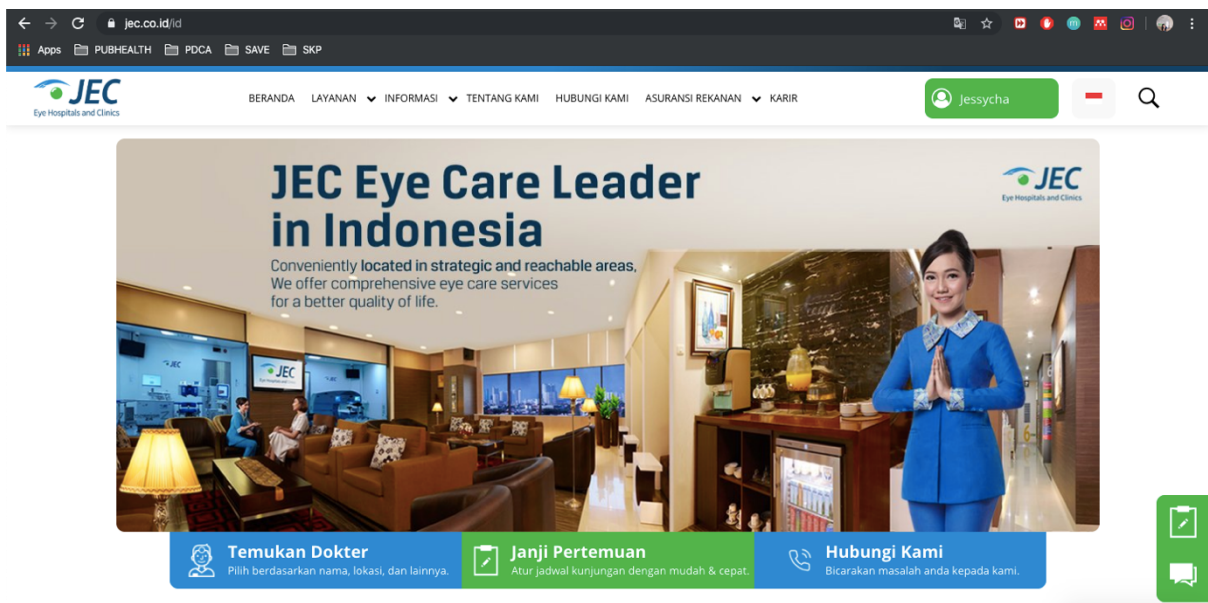 jec.co.id/id
Apps PUBHEALTH PDCA SAVE SKP
JEC
Eye Hospitals and Clinics
BERANDA LAYANAN INFORMASI TENTANG KAMI HUBUNGI KAMI ASURANSI REKANAN KARIR
Jessycha
JEC Eye Care Leader
in Indonesia
Conveniently located in strategic and reachable areas,
We offer comprehensive eye care services
for a better quality of life.
JEC
Eye Hospitals and Clinics
JEC
JEC
Temukan Dokter
Pilih berdasarkan nama, lokasi, dan lainnya.
Janji Pertemuan
Atur jadwal kunjungan dengan mudah & cepat.
Hubungi Kami
Bicarakan masalah anda kepada kami.